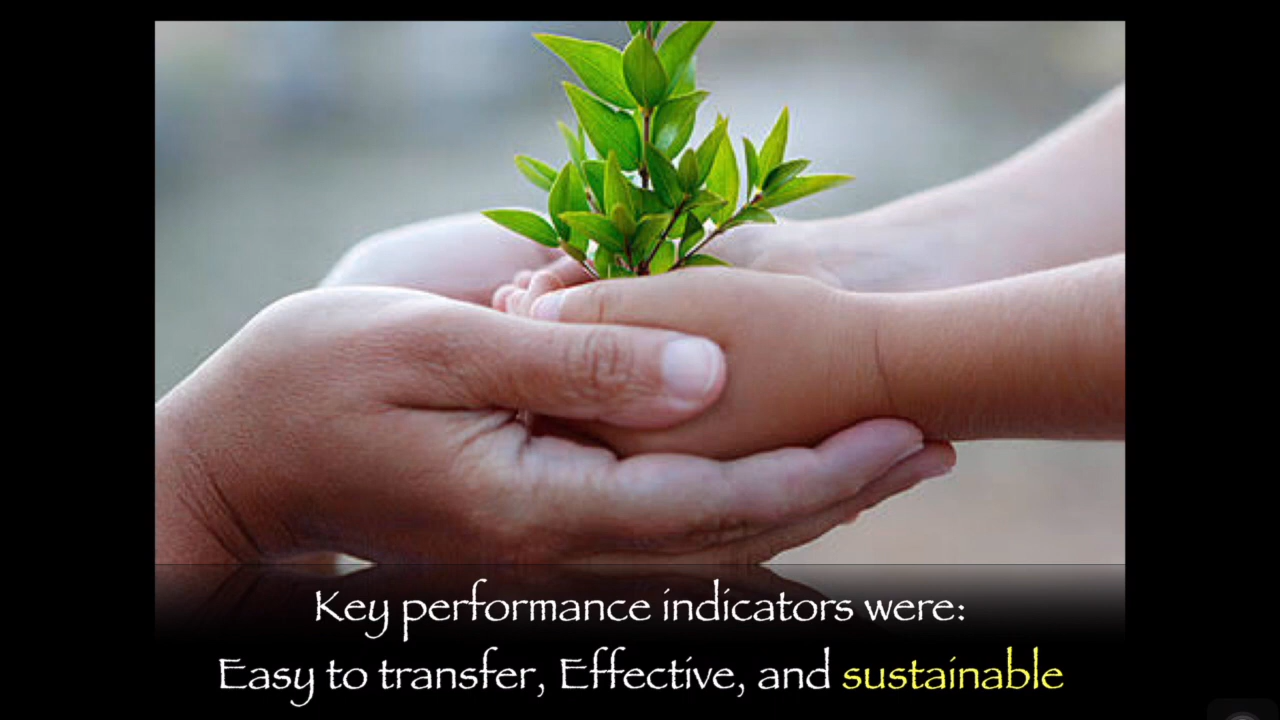 Key performance indicators were:
Easy to transfer, Effective, and sustainable